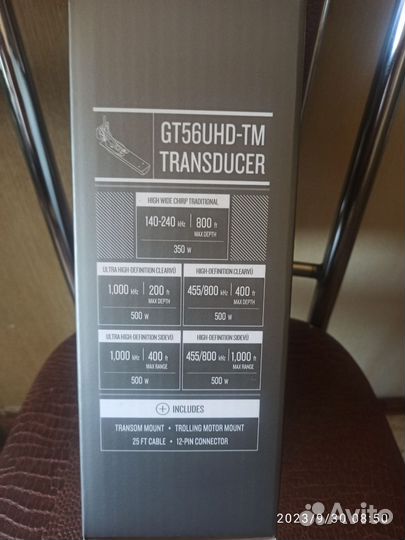 GT56UHD-TM
TRANSDUCER
HIGH WIDE CHIRP TRADITIONAL
140-240 kHz | 800 ft
MAX DEPTH
350 W
ULTRA HIGH-DEFINITION CLEARVÜ
1,000 kHz | 200 ft
MAX DEPTH
500 W
HIGH-DEFINITION CLEARVÜ
455/800 kHz | 400 ft
MAX DEPTH
500 W
ULTRA HIGH-DEFINITION SIDEVÜ
1,000 kHz | 400 ft
MAX RANGE
500 W
HIGH-DEFINITION SIDEVÜ
455/800 kHz | 1,000 ft
MAX RANGE
500 W
+ INCLUDES
TRANSOM MOUNT • TROLLING MOTOR MOUNT
25 FT CABLE • 12-PIN CONNECTOR
2023/9/30 08:50
Avito